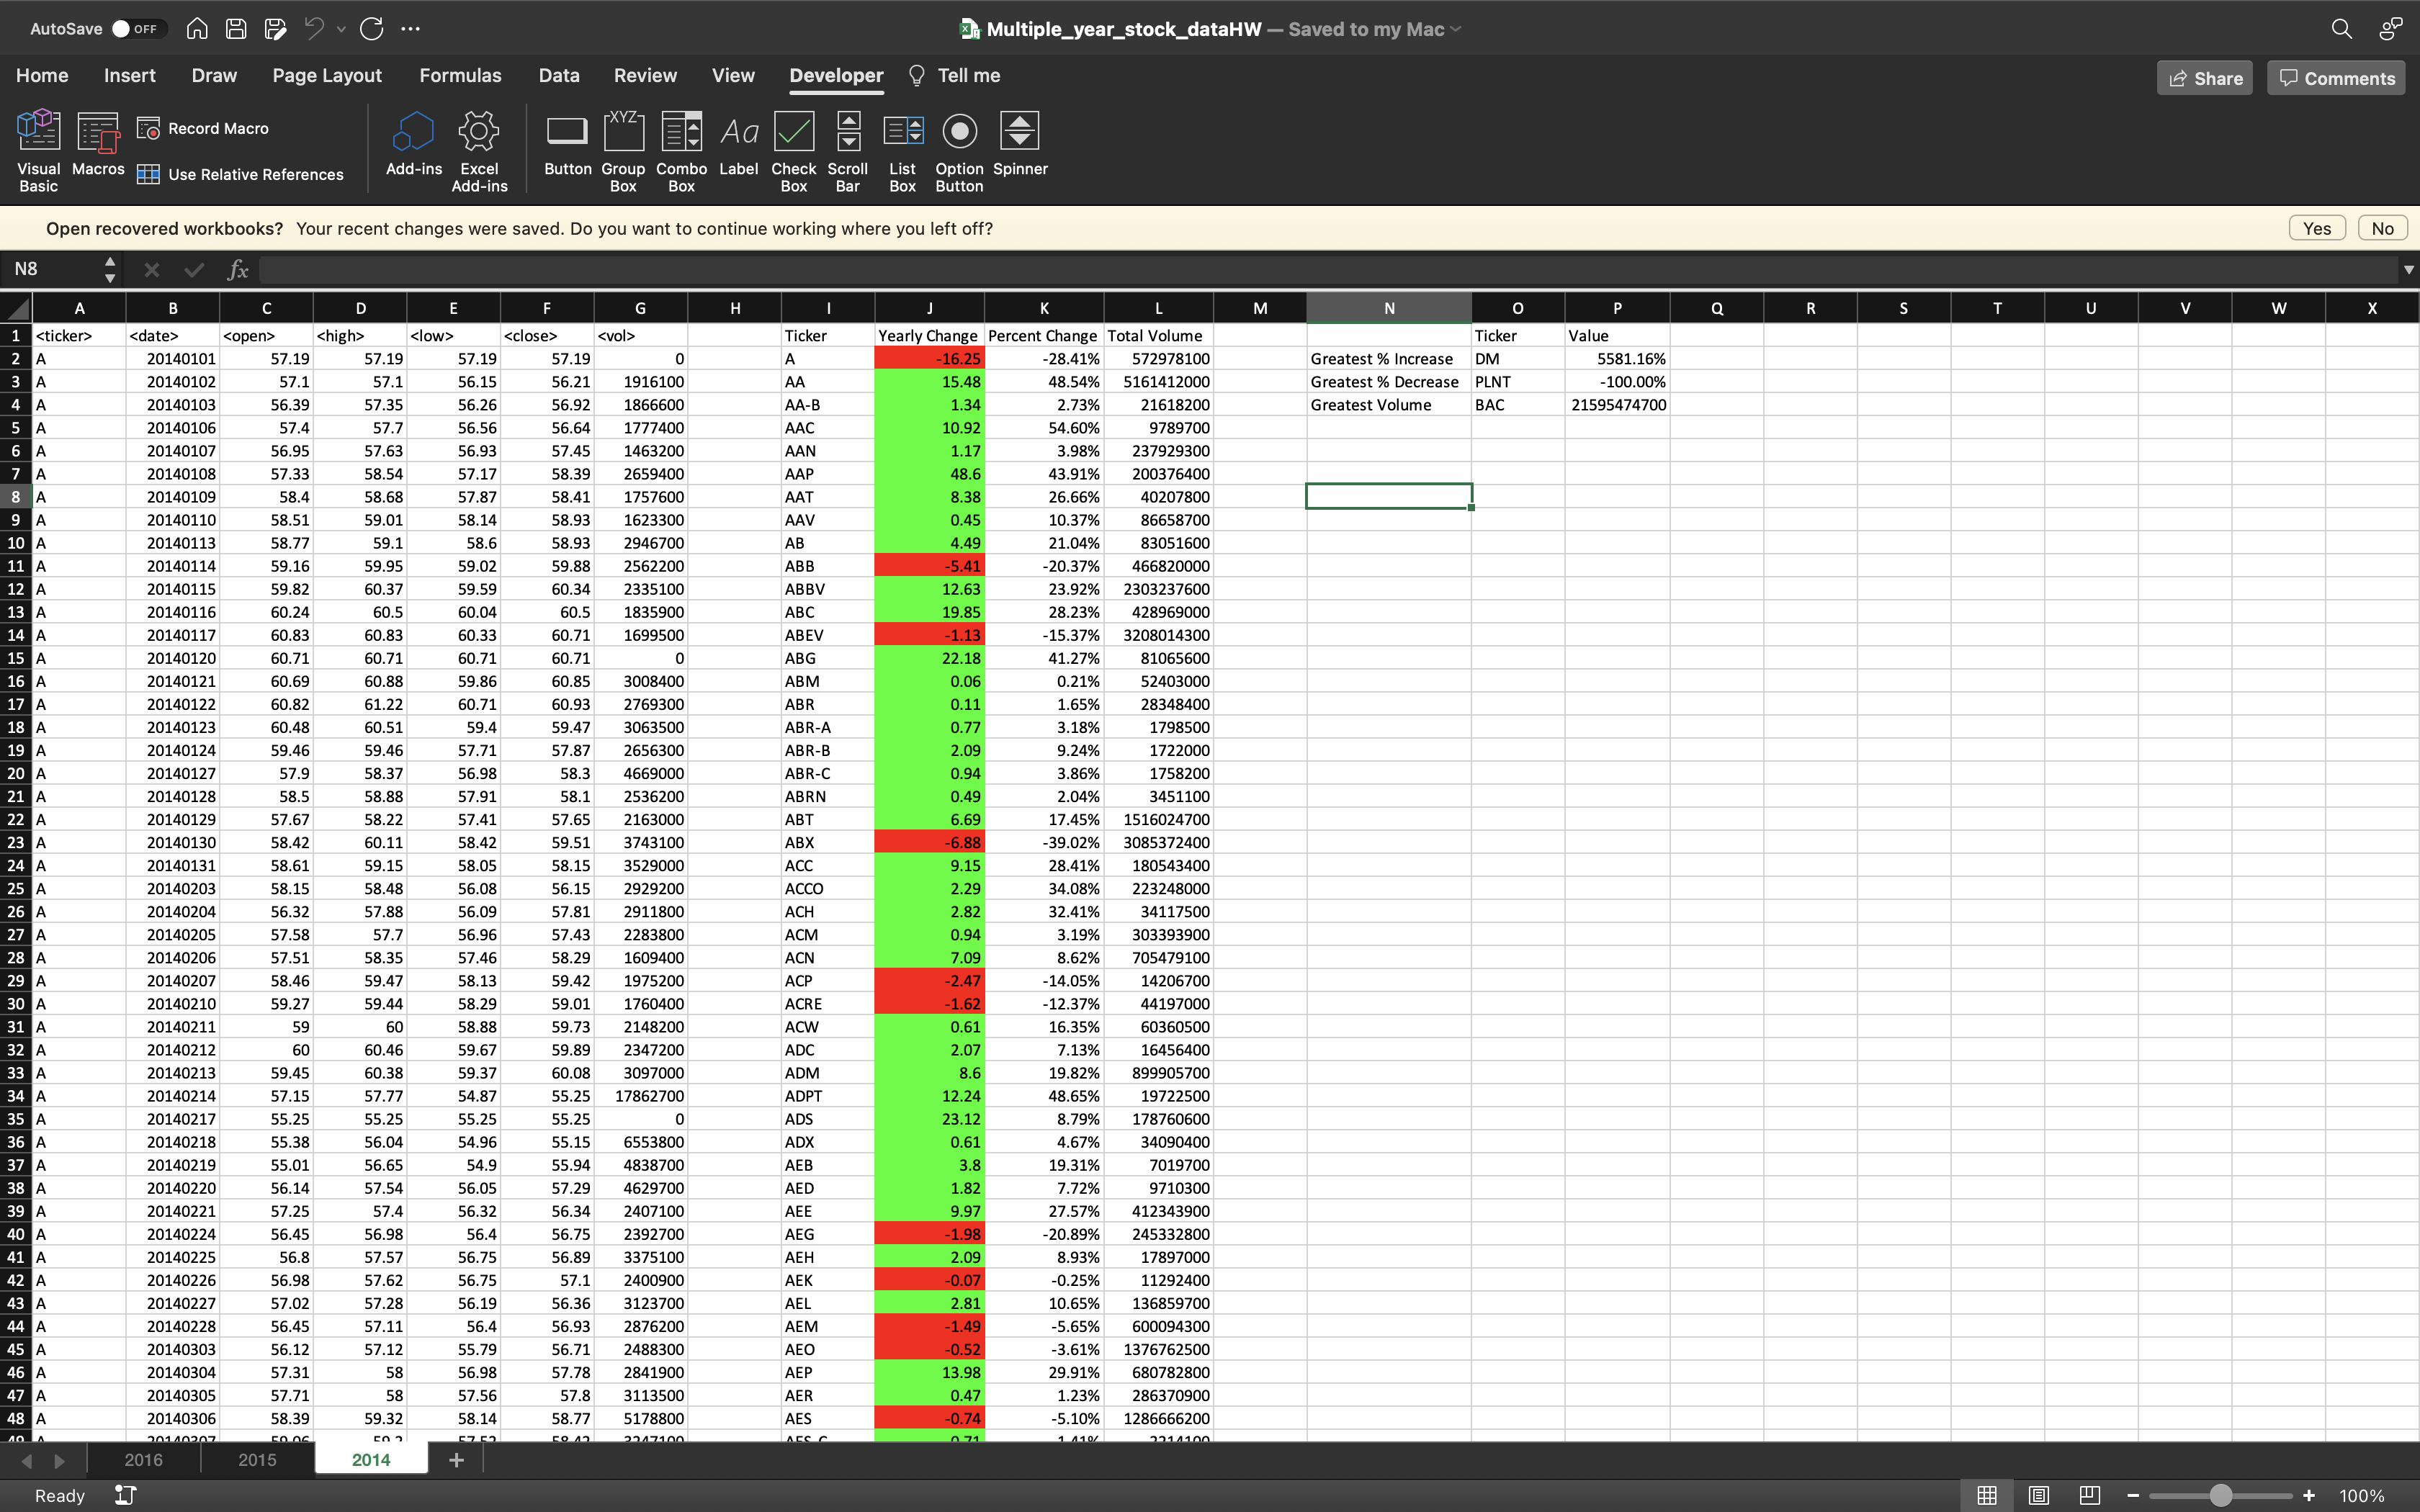 AutoSave OFF Multiple_year_stock_dataHW — Saved to my Mac
Home Insert Draw Page Layout Formulas Data Review View Developer Tell me Share Comments
Visual Basic Macros Record Macro Use Relative References Add-ins Excel Add-ins Button XYZ Group Box Combo Box Aa Label Check Box Scroll Bar List Box Option Button Spinner
Open recovered workbooks? Your recent changes were saved. Do you want to continue working where you left off? Yes No
N8 fx
A B C D E F G H I J K L M N O P Q R S T U V W X
1 <ticker> <date> <open> <high> <low> <close> <vol> Ticker Yearly Change Percent Change Total Volume Ticker Value
2 A 20140101 57.19 57.19 57.19 57.19 0 A -16.25 -28.41% 572978100 Greatest % Increase DM 5581.16%
3 A 20140102 57.1 57.1 56.15 56.21 1916100 AA 15.48 48.54% 5161412000 Greatest % Decrease PLNT -100.00%
4 A 20140103 56.39 57.35 56.26 56.92 1866600 AA-B 1.34 2.73% 21618200 Greatest Volume BAC 21595474700
5 A 20140106 57.4 57.7 56.56 56.64 1777400 AAC 10.92 54.60% 9789700
6 A 20140107 56.95 57.63 56.93 57.45 1463200 AAN 1.17 3.98% 237929300
7 A 20140108 57.33 58.54 57.17 58.39 2659400 AAP 48.6 43.91% 200376400
8 A 20140109 58.4 58.68 57.87 58.41 1757600 AAT 8.38 26.66% 40207800
9 A 20140110 58.51 59.01 58.14 58.93 1623300 AAV 0.45 10.37% 86658700
10 A 20140113 58.77 59.1 58.6 58.93 2946700 AB 4.49 21.04% 83051600
11 A 20140114 59.16 59.95 59.02 59.88 2562200 ABB -5.41 -20.37% 466820000
12 A 20140115 59.82 60.37 59.59 60.34 2335100 ABBV 12.63 23.92% 2303237600
13 A 20140116 60.24 60.5 60.04 60.5 1835900 ABC 19.85 28.23% 428969000
14 A 20140117 60.83 60.83 60.33 60.71 1699500 ABEV -1.13 -15.37% 3208014300
15 A 20140120 60.71 60.71 60.71 60.71 0 ABG 22.18 41.27% 81065600
16 A 20140121 60.69 60.88 59.86 60.85 3008400 ABM 0.06 0.21% 52403000
17 A 20140122 60.82 61.22 60.71 60.93 2769300 ABR 0.11 1.65% 28348400
18 A 20140123 60.48 60.51 59.4 59.47 3063500 ABR-A 0.77 3.18% 1798500
19 A 20140124 59.46 59.46 57.71 57.87 2656300 ABR-B 2.09 9.24% 1722000
20 A 20140127 57.9 58.37 56.98 58.3 4669000 ABR-C 0.94 3.86% 1758200
21 A 20140128 58.5 58.88 57.91 58.1 2536200 ABRN 0.49 2.04% 3451100
22 A 20140129 57.67 58.22 57.41 57.65 2163000 ABT 6.69 17.45% 1516024700
23 A 20140130 58.42 60.11 58.42 59.51 3743100 ABX -6.88 -39.02% 3085372400
24 A 20140131 58.61 59.15 58.05 58.15 3529000 ACC 9.15 28.41% 180543400
25 A 20140203 58.15 58.48 56.08 56.15 2929200 ACCO 2.29 34.08% 223248000
26 A 20140204 56.32 57.88 56.09 57.81 2911800 ACH 2.82 32.41% 34117500
27 A 20140205 57.58 57.7 56.96 57.43 2283800 ACM 0.94 3.19% 303393900
28 A 20140206 57.51 58.35 57.46 58.29 1609400 ACN 7.09 8.62% 705479100
29 A 20140207 58.46 59.47 58.13 59.42 1975200 ACP -2.47 -14.05% 14206700
30 A 20140210 59.27 59.44 58.29 59.01 1760400 ACRE -1.62 -12.37% 44197000
31 A 20140211 59 60 58.88 59.73 2148200 ACW 0.61 16.35% 60360500
32 A 20140212 60 60.46 59.67 59.89 2347200 ADC 2.07 7.13% 16456400
33 A 20140213 59.45 60.38 59.37 60.08 3097000 ADM 8.6 19.82% 899905700
34 A 20140214 57.15 57.77 54.87 55.25 17862700 ADPT 12.24 48.65% 19722500
35 A 20140217 55.25 55.25 55.25 55.25 0 ADS 23.12 8.79% 178760600
36 A 20140218 55.38 56.04 54.96 55.15 6553800 ADX 0.61 4.67% 34090400
37 A 20140219 55.01 56.65 54.9 55.94 4838700 AEB 3.8 19.31% 7019700
38 A 20140220 56.14 57.54 56.05 57.29 4629700 AED 1.82 7.72% 9710300
39 A 20140221 57.25 57.4 56.32 56.34 2407100 AEE 9.97 27.57% 412343900
40 A 20140224 56.45 56.98 56.4 56.75 2392700 AEG -1.98 -20.89% 245332800
41 A 20140225 56.8 57.57 56.75 56.89 3375100 AEH 2.09 8.93% 17897000
42 A 20140226 56.98 57.62 56.75 57.1 2400900 AEK -0.07 -0.25% 11292400
43 A 20140227 57.02 57.28 56.19 56.36 3123700 AEL 2.81 10.65% 136859700
44 A 20140228 56.45 57.11 56.4 56.93 2876200 AEM -1.49 -5.65% 600094300
45 A 20140303 56.12 57.12 55.79 56.71 2488300 AEO -0.52 -3.61% 1376762500
46 A 20140304 57.31 58 56.98 57.78 2841900 AEP 13.98 29.91% 680782800
47 A 20140305 57.71 58 57.56 57.8 3113500 AER 0.47 1.23% 286370900
48 A 20140306 58.39 59.32 58.14 58.77 5178800 AES -0.74 -5.10% 1286666200
2016 2015 2014 +
Ready 100%